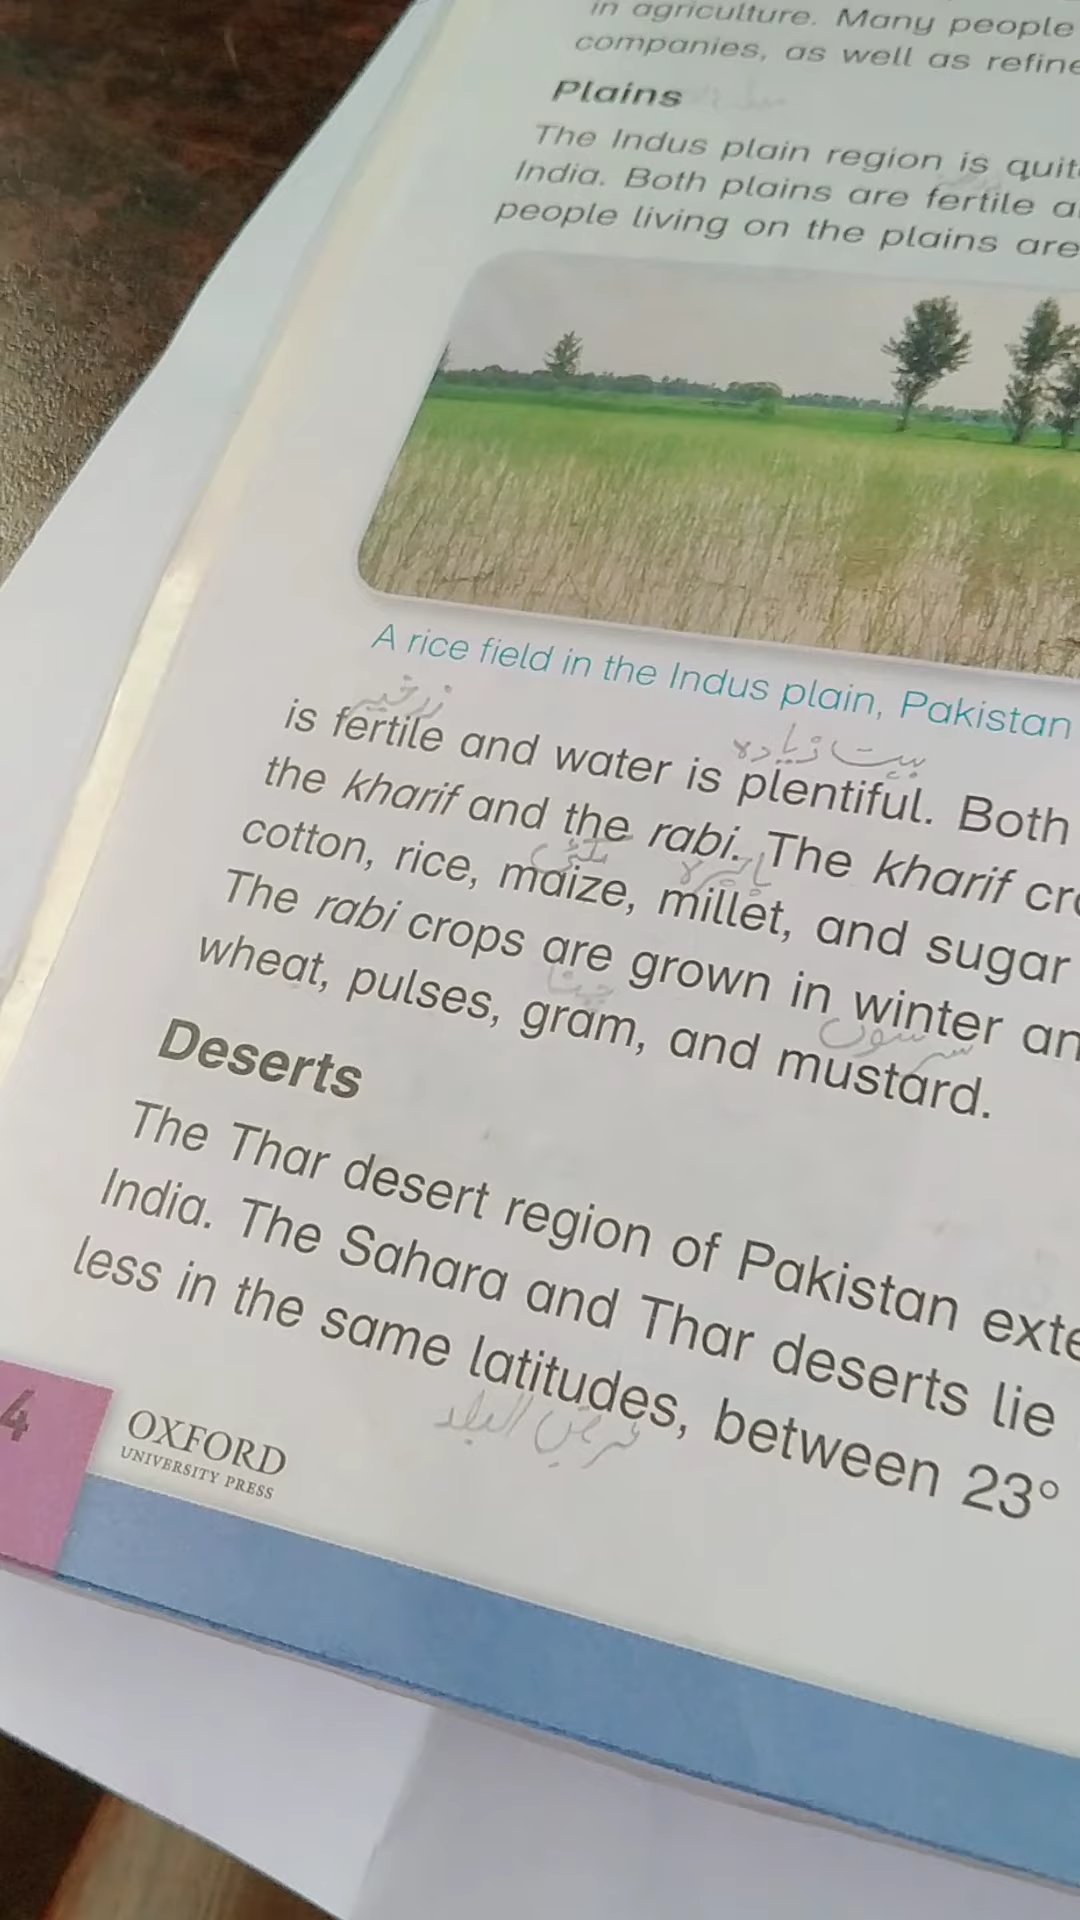 in agriculture. Many people
companies, as well as refine
Plains
The Indus plain region is quit
India. Both plains are fertile a
people living on the plains are
A rice field in the Indus plain, Pakistan
زرخیز
is fertile and water is plentiful. Both
بہت زیادہ
the kharif and the rabi. The kharif cro
مکئی باجرہ
cotton, rice, maize, millet, and sugar
The rabi crops are grown in winter an
چنا سرسوں
wheat, pulses, gram, and mustard.
Deserts
The Thar desert region of Pakistan exte
India. The Sahara and Thar deserts lie
less in the same latitudes, between 23°
البلد
4
OXFORD
UNIVERSITY PRESS